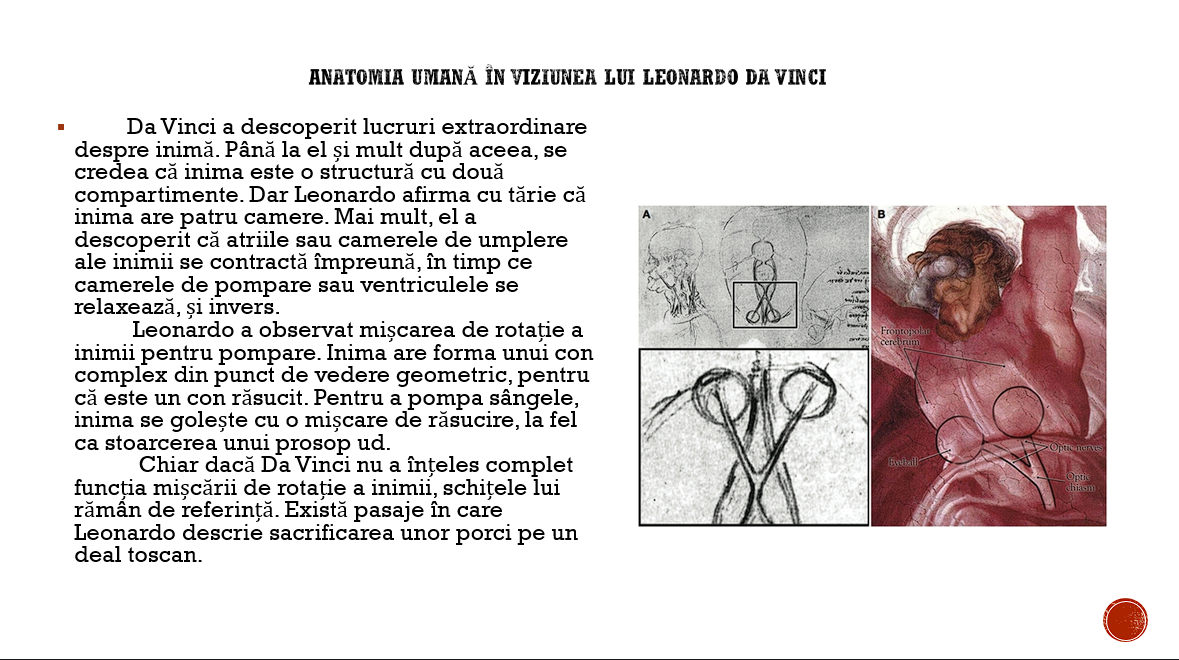 ANATOMIA UMANĂ ÎN VIZIUNEA LUI LEONARDO DA VINCI
Da Vinci a descoperit lucruri extraordinare
despre inimă. Până la el și mult după aceea, se
credea că inima este o structură cu două
compartimente. Dar Leonardo afirma cu tărie că
inima are patru camere. Mai mult, el a
descoperit că atriile sau camerele de umplere
ale inimii se contractă împreună, în timp ce
camerele de pompare sau ventriculele se
relaxează, și invers.
Leonardo a observat mișcarea de rotație a
inimii pentru pompare. Inima are forma unui con
complex din punct de vedere geometric, pentru
că este un con răsucit. Pentru a pompa sângele,
inima se golește cu o mișcare de răsucire, la fel
ca stoarcerea unui prosop ud.
Chiar dacă Da Vinci nu a înțeles complet
funcția mișcării de rotație a inimii, schițele lui
rămân de referință. Există pasaje în care
Leonardo descrie sacrificarea unor porci pe un
deal toscan.
A
B
Frontopolar
cerebrum
Optic nerves
Eyeball
Optic
chiasm